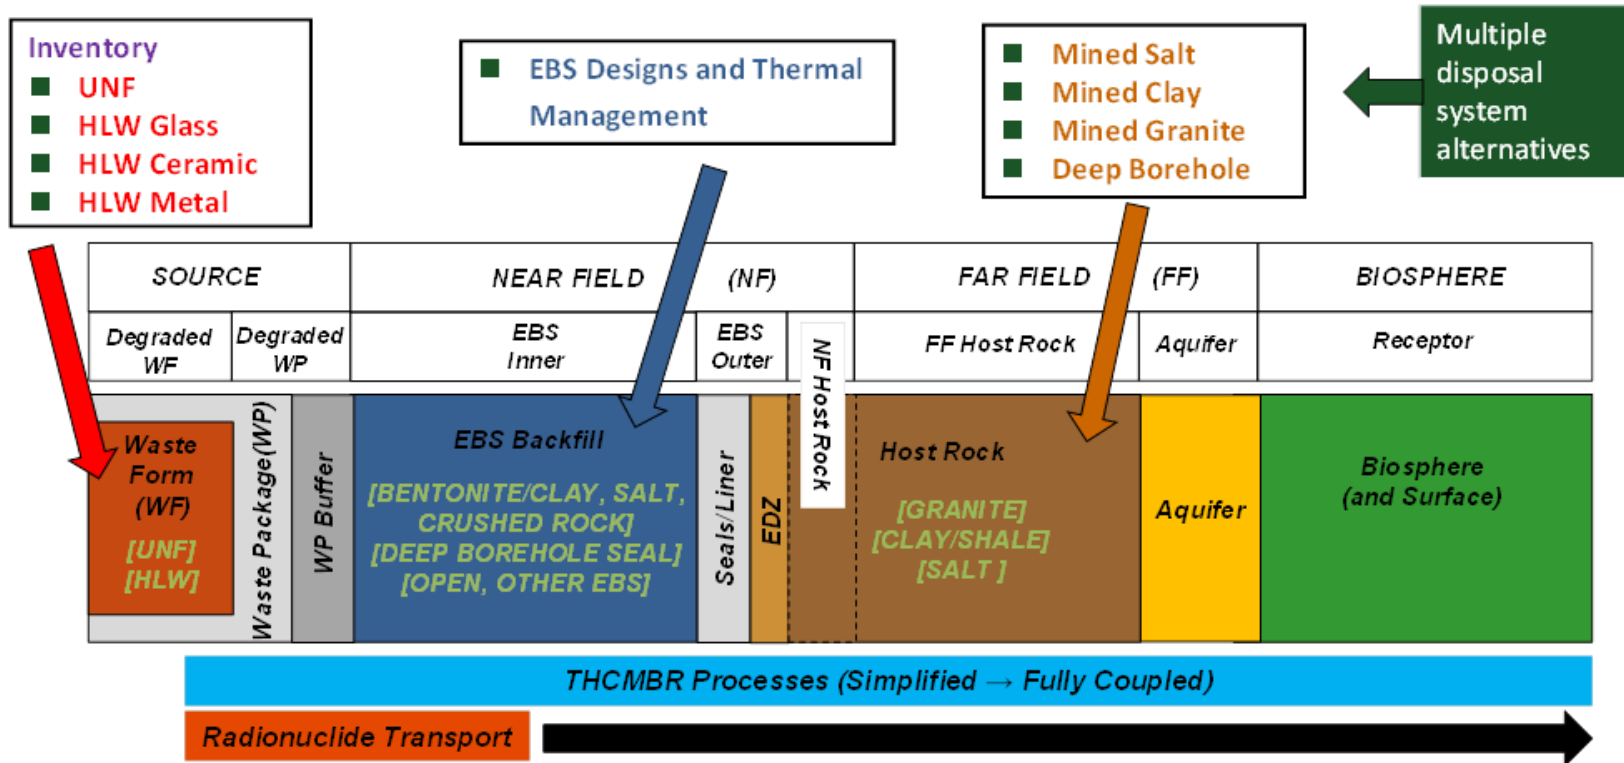 Inventory
UNF
HLW Glass
HLW Ceramic
HLW Metal
EBS Designs and Thermal
Management
Mined Salt
Mined Clay
Mined Granite
Deep Borehole
Multiple
disposal
system
alternatives
SOURCE
NEAR FIELD (NF)
FAR FIELD (FF)
BIOSPHERE
Degraded
WF
Degraded
WP
EBS
Inner
EBS
Outer
NF Host Rock
FF Host Rock
Aquifer
Receptor
Waste
Form
(WF)
[UNF]
[HLW]
Waste Package(WP)
WP Buffer
EBS Backfill
[BENTONITE/CLAY, SALT,
CRUSHED ROCK]
[DEEP BOREHOLE SEAL]
[OPEN, OTHER EBS]
Seals/Liner
EDZ
Host Rock
[GRANITE]
[CLAY/SHALE]
[SALT ]
Aquifer
Biosphere
(and Surface)
THCMBR Processes (Simplified → Fully Coupled)
Radionuclide Transport